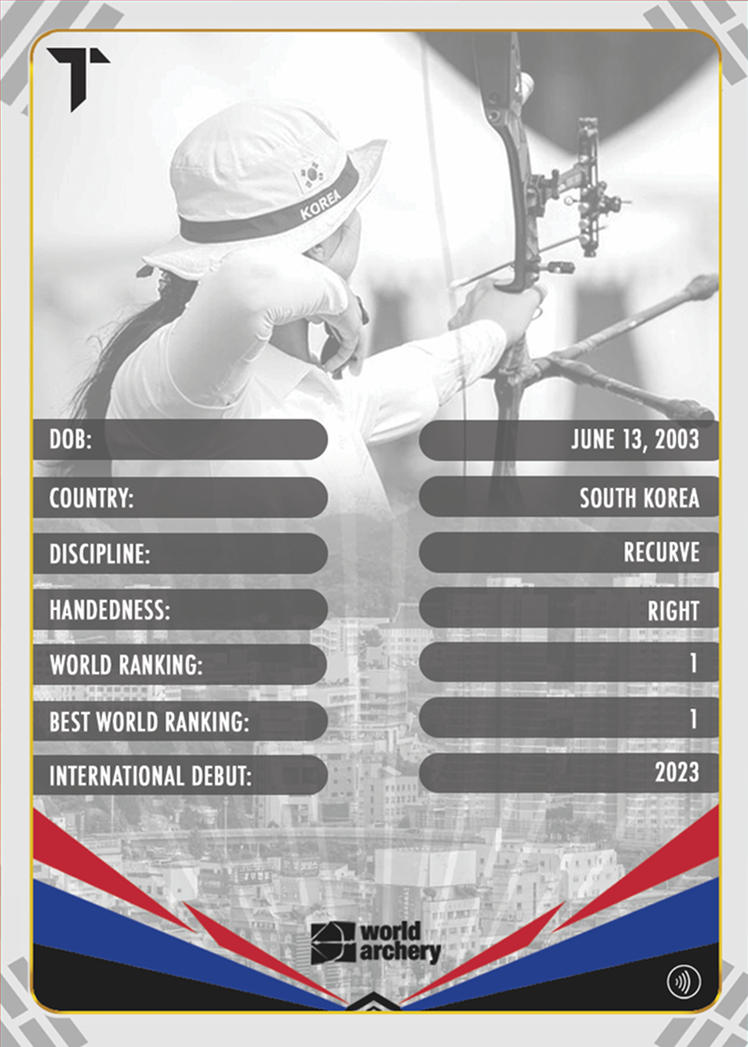 KOREA
DOB: JUNE 13, 2003
COUNTRY: SOUTH KOREA
DISCIPLINE: RECURVE
HANDEDNESS: RIGHT
WORLD RANKING: 1
BEST WORLD RANKING: 1
INTERNATIONAL DEBUT: 2023
world
archery